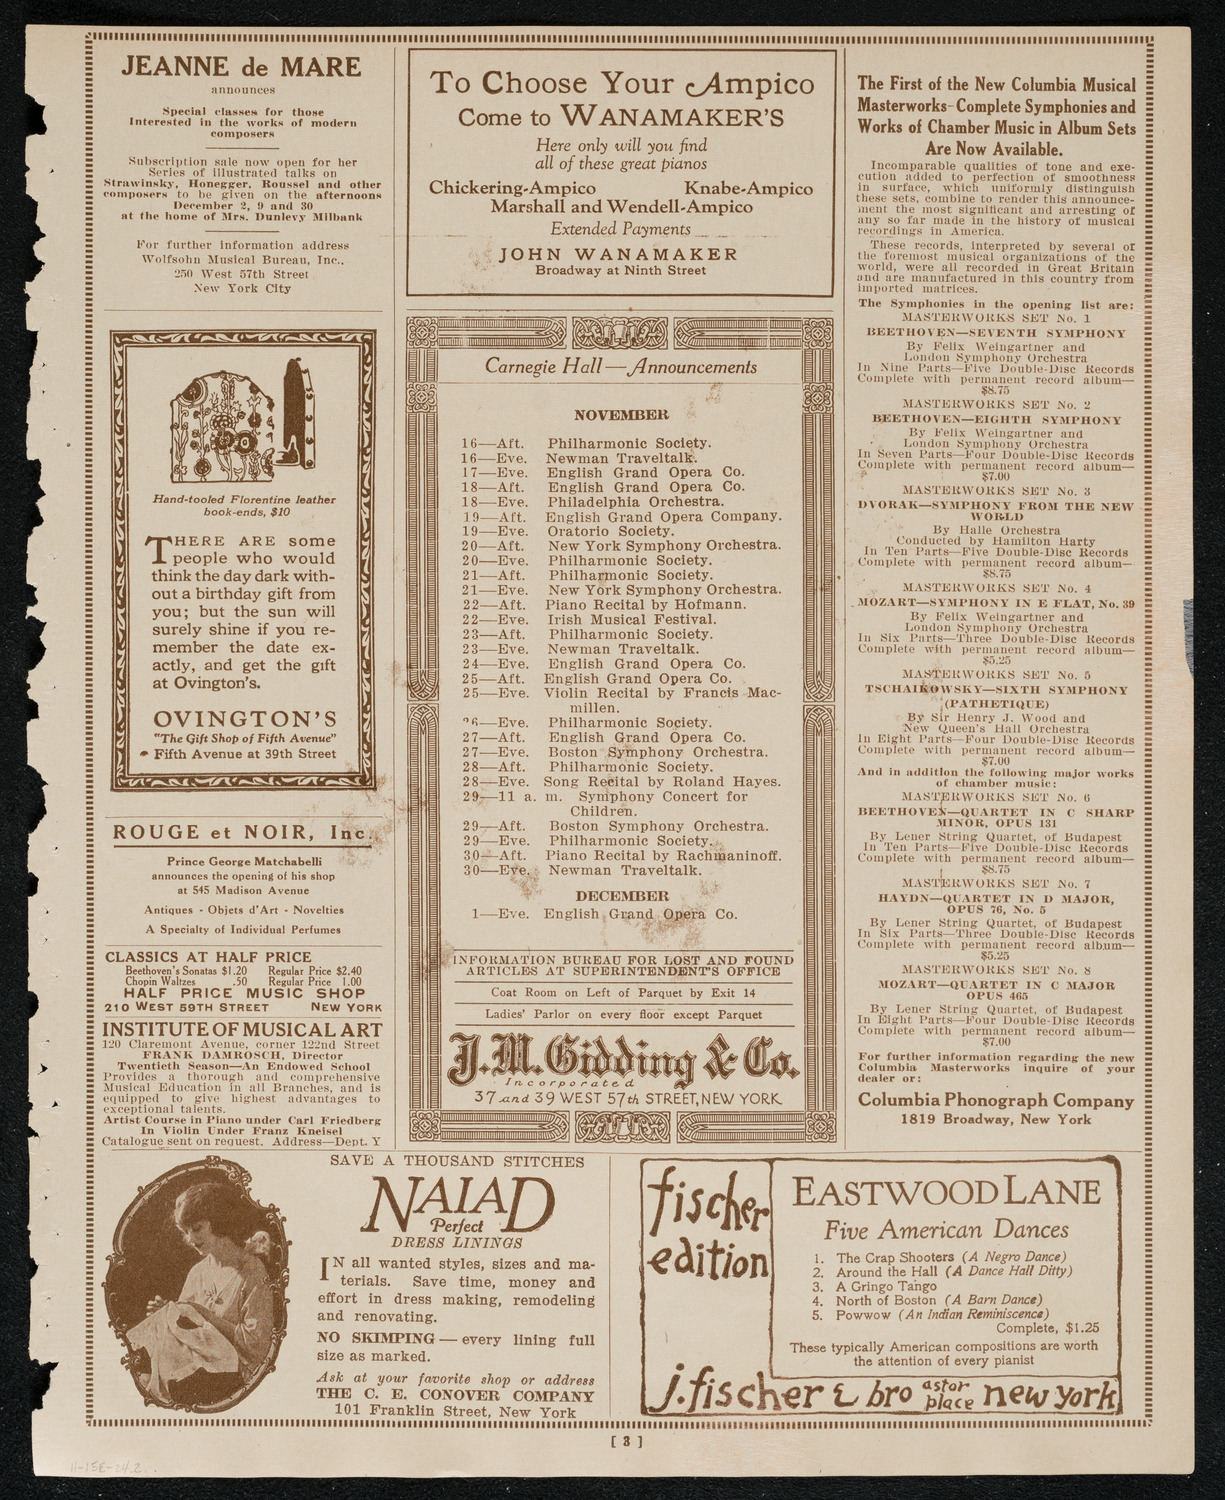 JEANNE de MARE
announces
Special classes for those
Interested in the works of modern
composers
Subscription sale now open for her
Series of illustrated talks on
Strawinsky, Honegger, Roussel and other
composers to be given on the afternoons
December 2, 9 and 30
at the home of Mrs. Dunlevy Milbank
For further information address
Wolfsohn Musical Bureau, Inc.,
250 West 57th Street
New York City
Hand-tooled Florentine leather
book-ends, $10
THERE ARE some
people who would
think the day dark with-
out a birthday gift from
you; but the sun will
surely shine if you re-
member the date ex-
actly, and get the gift
at Ovington's.
OVINGTON'S
"The Gift Shop of Fifth Avenue"
Fifth Avenue at 39th Street
ROUGE et NOIR, Inc.
Prince George Matchabelli
announces the opening of his shop
at 545 Madison Avenue
Antiques - Objets d'Art - Novelties
A Specialty of Individual Perfumes
CLASSICS AT HALF PRICE
Beethoven's Sonatas $1.20 Regular Price $2.40
Chopin Waltzes .50 Regular Price 1.00
HALF PRICE MUSIC SHOP
210 WEST 59TH STREET NEW YORK
INSTITUTE OF MUSICAL ART
120 Claremont Avenue, corner 122nd Street
FRANK DAMROSCH, Director
Twentieth Season—An Endowed School
Provides a thorough and comprehensive
Musical Education in all Branches, and is
equipped to give highest advantages to
exceptional talents.
Artist Course in Piano under Carl Friedberg
In Violin Under Franz Kneisel
Catalogue sent on request. Address—Dept. Y
To Choose Your Ampico
Come to WANAMAKER'S
Here only will you find
all of these great pianos
Chickering-Ampico Knabe-Ampico
Marshall and Wendell-Ampico
Extended Payments
JOHN WANAMAKER
Broadway at Ninth Street
Carnegie Hall—Announcements
NOVEMBER
16—Aft. Philharmonic Society.
16—Eve. Newman Traveltalk.
17—Eve. English Grand Opera Co.
18—Aft. English Grand Opera Co.
18—Eve. Philadelphia Orchestra.
19—Aft. English Grand Opera Company.
19—Eve. Oratorio Society.
20—Aft. New York Symphony Orchestra.
20—Eve. Philharmonic Society.
21—Aft. Philharmonic Society.
21—Eve. New York Symphony Orchestra.
22—Aft. Piano Recital by Hofmann.
22—Eve. Irish Musical Festival.
23—Aft. Philharmonic Society.
23—Eve. Newman Traveltalk.
24—Eve. English Grand Opera Co.
25—Aft. English Grand Opera Co.
25—Eve. Violin Recital by Francis Mac-
millen.
26—Eve. Philharmonic Society.
27—Aft. English Grand Opera Co.
27—Eve. Boston Symphony Orchestra.
28—Aft. Philharmonic Society.
28—Eve. Song Recital by Roland Hayes.
29—11 a. m. Symphony Concert for
Children.
29—Aft. Boston Symphony Orchestra.
29—Eve. Philharmonic Society.
30—Aft. Piano Recital by Rachmaninoff.
30—Eve. Newman Traveltalk.
DECEMBER
1—Eve. English Grand Opera Co.
INFORMATION BUREAU FOR LOST AND FOUND
ARTICLES AT SUPERINTENDENT'S OFFICE
Coat Room on Left of Parquet by Exit 14
Ladies' Parlor on every floor except Parquet
J.M. Gidding & Co.
Incorporated
37 and 39 WEST 57th STREET, NEW YORK
The First of the New Columbia Musical
Masterworks—Complete Symphonies and
Works of Chamber Music in Album Sets
Are Now Available.
Incomparable qualities of tone and exe-
cution added to perfection of smoothness
in surface, which uniformly distinguish
these sets, combine to render this announce-
ment the most significant and arresting of
any so far made in the history of musical
recordings in America.
These records, interpreted by several of
the foremost musical organizations of the
world, were all recorded in Great Britain
and are manufactured in this country from
imported matrices.
The Symphonies in the opening list are:
MASTERWORKS SET No. 1
BEETHOVEN—SEVENTH SYMPHONY
By Felix Weingartner and
London Symphony Orchestra
In Nine Parts—Five Double-Disc Records
Complete with permanent record album—
$8.75
MASTERWORKS SET No. 2
BEETHOVEN—EIGHTH SYMPHONY
By Felix Weingartner and
London Symphony Orchestra
In Seven Parts—Four Double-Disc Records
Complete with permanent record album—
$7.00
MASTERWORKS SET No. 3
DVORAK—SYMPHONY FROM THE NEW
WORLD
By Halle Orchestra
Conducted by Hamilton Harty
In Ten Parts—Five Double-Disc Records
Complete with permanent record album—
$8.75
MASTERWORKS SET No. 4
MOZART—SYMPHONY IN E FLAT, No. 39
By Felix Weingartner and
London Symphony Orchestra
In Six Parts—Three Double-Disc Records
Complete with permanent record album—
$5.25
MASTERWORKS SET No. 5
TSCHAIKOWSKY—SIXTH SYMPHONY
(PATHETIQUE)
By Sir Henry J. Wood and
New Queen's Hall Orchestra
In Eight Parts—Four Double-Disc Records
Complete with permanent record album—
$7.00
And in addition the following major works
of chamber music:
MASTERWORKS SET No. 6
BEETHOVEN—QUARTET IN C SHARP
MINOR, OPUS 131
By Lener String Quartet, of Budapest
In Ten Parts—Five Double-Disc Records
Complete with permanent record album—
$8.75
MASTERWORKS SET No. 7
HAYDN—QUARTET IN D MAJOR,
OPUS 76, No. 5
By Lener String Quartet, of Budapest
In Six Parts—Three Double-Disc Records
Complete with permanent record album—
$5.25
MASTERWORKS SET No. 8
MOZART—QUARTET IN C MAJOR
OPUS 465
By Lener String Quartet, of Budapest
In Eight Parts—Four Double-Disc Records
Complete with permanent record album—
$7.00
For further information regarding the new
Columbia Masterworks inquire of your
dealer or:
Columbia Phonograph Company
1819 Broadway, New York
SAVE A THOUSAND STITCHES
NAIAD
Perfect
DRESS LININGS
IN all wanted styles, sizes and ma-
terials. Save time, money and
effort in dress making, remodeling
and renovating.
NO SKIMPING—every lining full
size as marked.
Ask at your favorite shop or address
THE C. E. CONOVER COMPANY
101 Franklin Street, New York
fischer
edition
EASTWOOD LANE
Five American Dances
1. The Crap Shooters (A Negro Dance)
2. Around the Hall (A Dance Hall Ditty)
3. A Gringo Tango
4. North of Boston (A Barn Dance)
5. Powwow (An Indian Reminiscence)
Complete, $1.25
These typically American compositions are worth
the attention of every pianist
j. fischer & bro astor place new york
[ 3 ]
11-15E-24.2